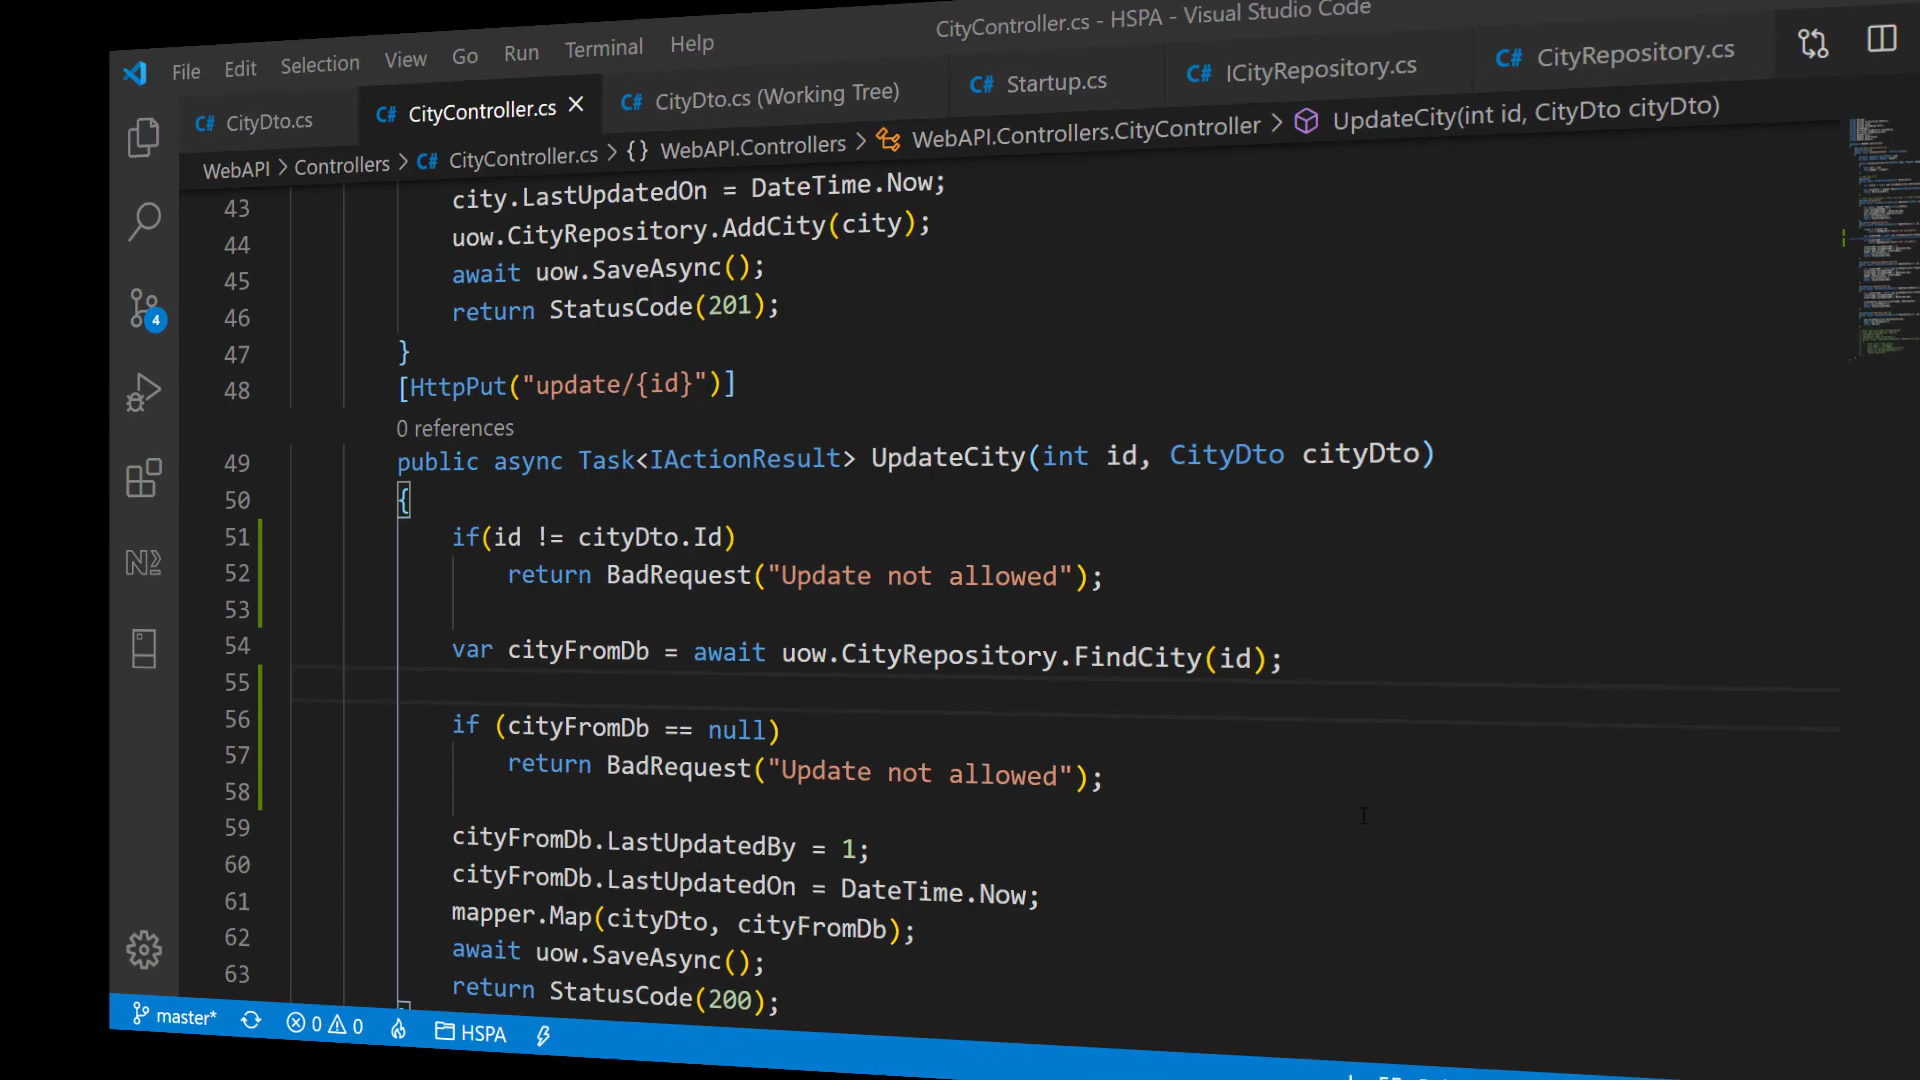 CityController.cs - HSPA - Visual Studio Code
File Edit Selection View Go Run Terminal Help
CityDto.cs CityController.cs CityDto.cs (Working Tree) Startup.cs ICityRepository.cs CityRepository.cs
WebAPI > Controllers > CityController.cs > {} WebAPI.Controllers > WebAPI.Controllers.CityController > UpdateCity(int id, CityDto cityDto)
43 city.LastUpdatedOn = DateTime.Now;
44 uow.CityRepository.AddCity(city);
45 await uow.SaveAsync();
46 return StatusCode(201);
47 }
48 [HttpPut("update/{id}")]
0 references
49 public async Task<IActionResult> UpdateCity(int id, CityDto cityDto)
50 {
51 if(id != cityDto.Id)
52 return BadRequest("Update not allowed");
53
54 var cityFromDb = await uow.CityRepository.FindCity(id);
55
56 if (cityFromDb == null)
57 return BadRequest("Update not allowed");
58
59 cityFromDb.LastUpdatedBy = 1;
60 cityFromDb.LastUpdatedOn = DateTime.Now;
61 mapper.Map(cityDto, cityFromDb);
62 await uow.SaveAsync();
63 return StatusCode(200);
4
master* 0 0 HSPA